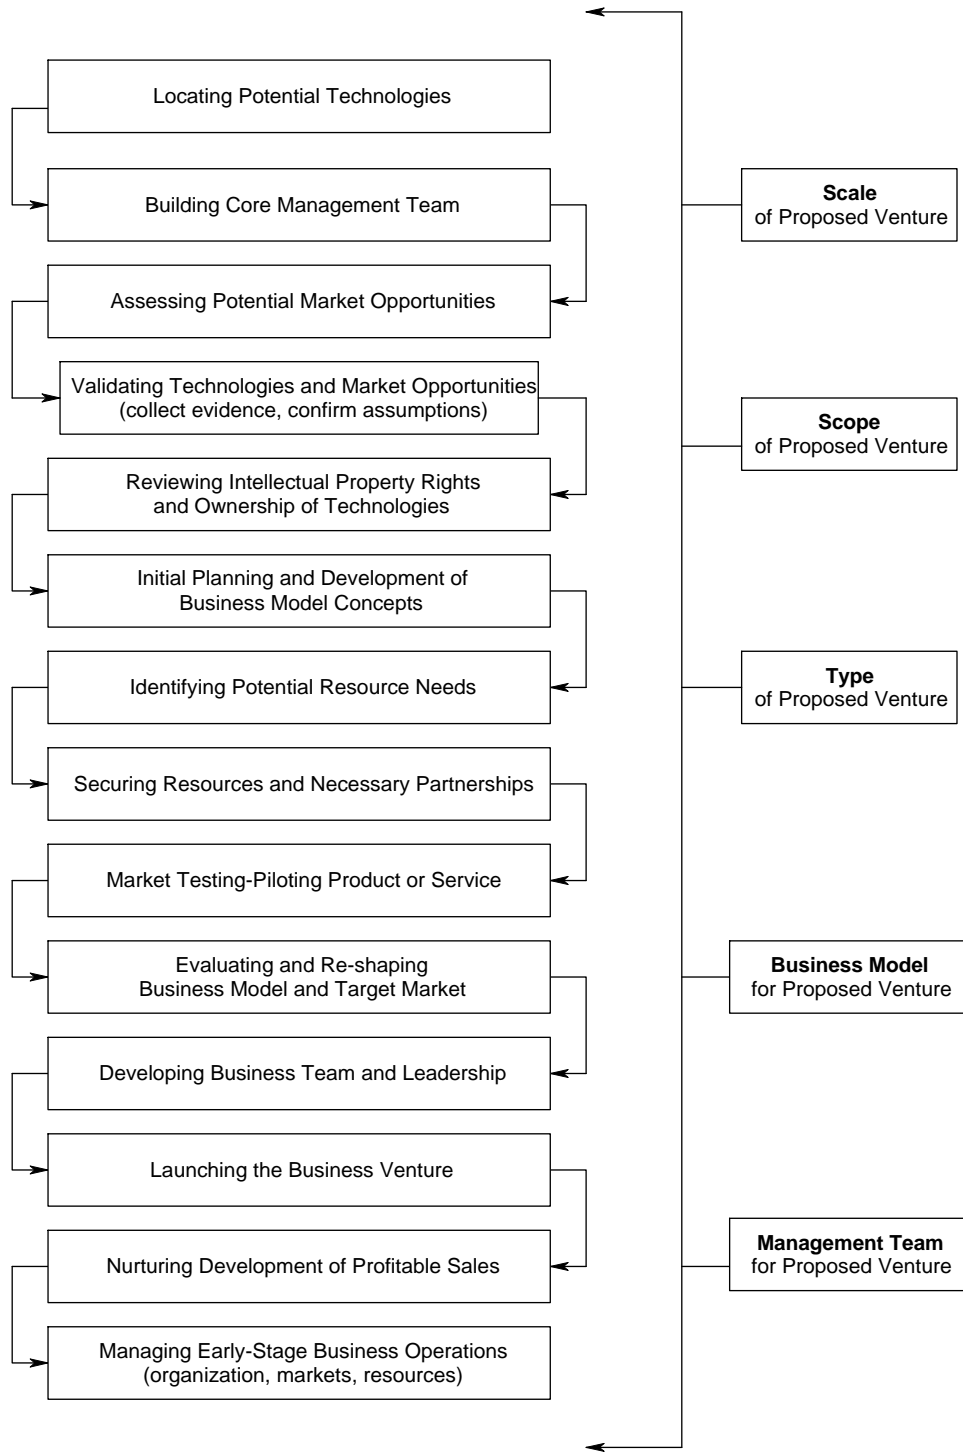 Locating Potential Technologies
Building Core Management Team
Assessing Potential Market Opportunities
Validating Technologies and Market Opportunities
(collect evidence, confirm assumptions)
Reviewing Intellectual Property Rights
and Ownership of Technologies
Initial Planning and Development of
Business Model Concepts
Identifying Potential Resource Needs
Securing Resources and Necessary Partnerships
Market Testing-Piloting Product or Service
Evaluating and Re-shaping
Business Model and Target Market
Developing Business Team and Leadership
Launching the Business Venture
Nurturing Development of Profitable Sales
Managing Early-Stage Business Operations
(organization, markets, resources)
Scale
of Proposed Venture
Scope
of Proposed Venture
Type
of Proposed Venture
Business Model
for Proposed Venture
Management Team
for Proposed Venture